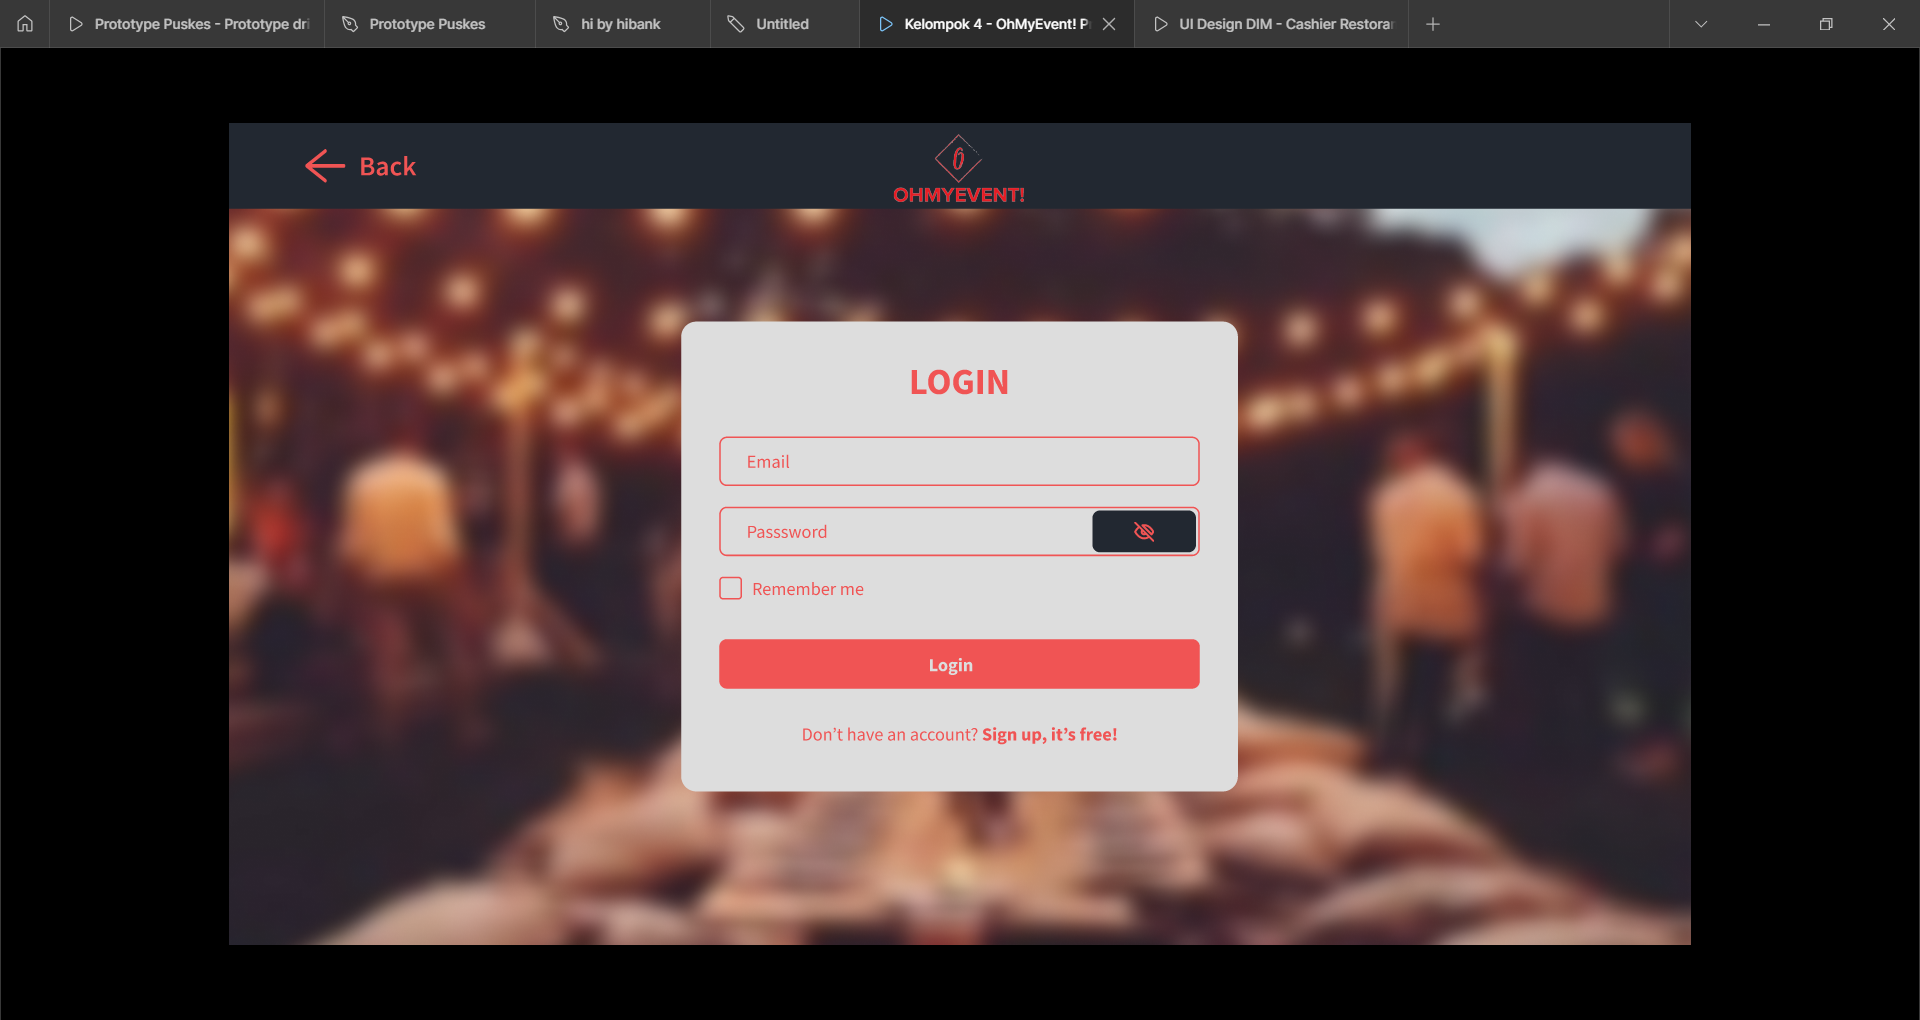 Prototype Puskes - Prototype dri
Prototype Puskes
hi by hibank
Untitled
Kelompok 4 - OhMyEvent! P
UI Design DIM - Cashier Restorar
Back
OHMYEVENT!
LOGIN
Email
Passsword
Remember me
Login
Don't have an account? Sign up, it's free!